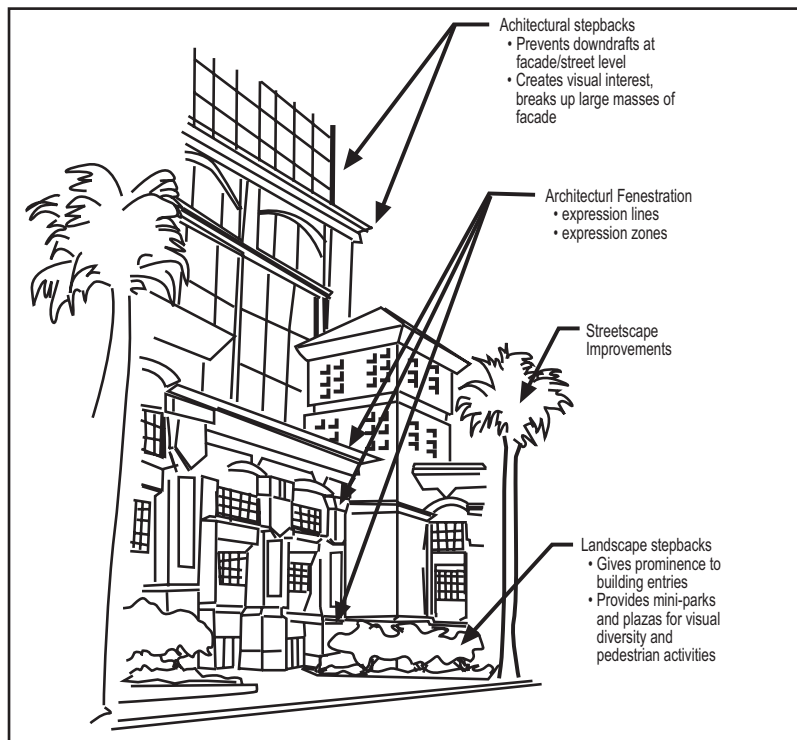 Achitectural stepbacks
• Prevents downdrafts at
facade/street level
• Creates visual interest,
breaks up large masses of
facade
Architecturl Fenestration
• expression lines
• expression zones
Streetscape
Improvements
Landscape stepbacks
• Gives prominence to
building entries
• Provides mini-parks
and plazas for visual
diversity and
pedestrian activities